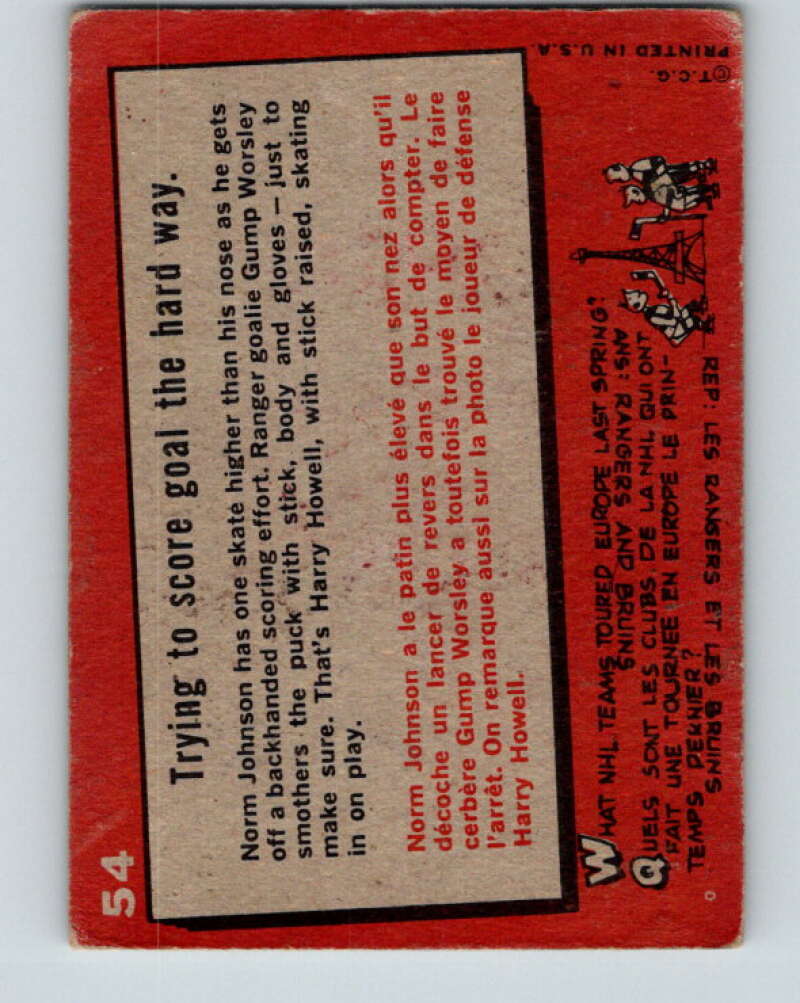 54
Trying to score goal the hard way.
Norm Johnson has one skate higher than his nose as he gets
off a backhanded scoring effort. Ranger goalie Gump Worsley
smothers the puck with stick, body and gloves — just to
make sure. That's Harry Howell, with stick raised, skating
in on play.
Norm Johnson a le patin plus élevé que son nez alors qu'il
décoche un lancer de revers dans le but de compter. Le
cerbère Gump Worsley a toutefois trouvé le moyen de faire
l'arrêt. On remarque aussi sur la photo le joueur de défense
Harry Howell.
WHAT NHL TEAMS TOURED EUROPE LAST SPRING?
ANS: RANGERS AND BRUINS
QUELS SONT LES CLUBS DE LA NHL QUI ONT
FAIT UNE TOURNEE EN EUROPE LE PRIN-
TEMPS DERNIER?
REP: LES RANGERS ET LES BRUINS
© T.C.G.
PRINTED IN U.S.A.